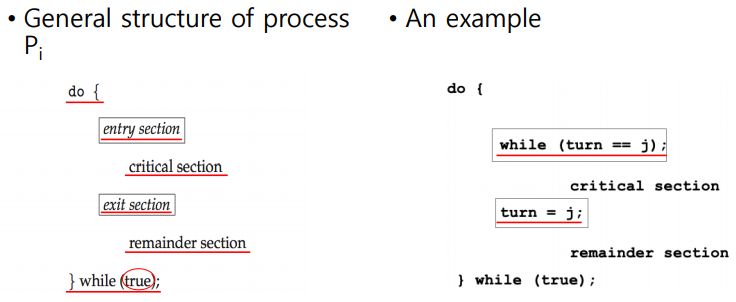 • General structure of process
Pi
do {
entry section
critical section
exit section
remainder section
} while (true);
• An example
do {
while (turn == j);
critical section
turn = j;
remainder section
} while (true);